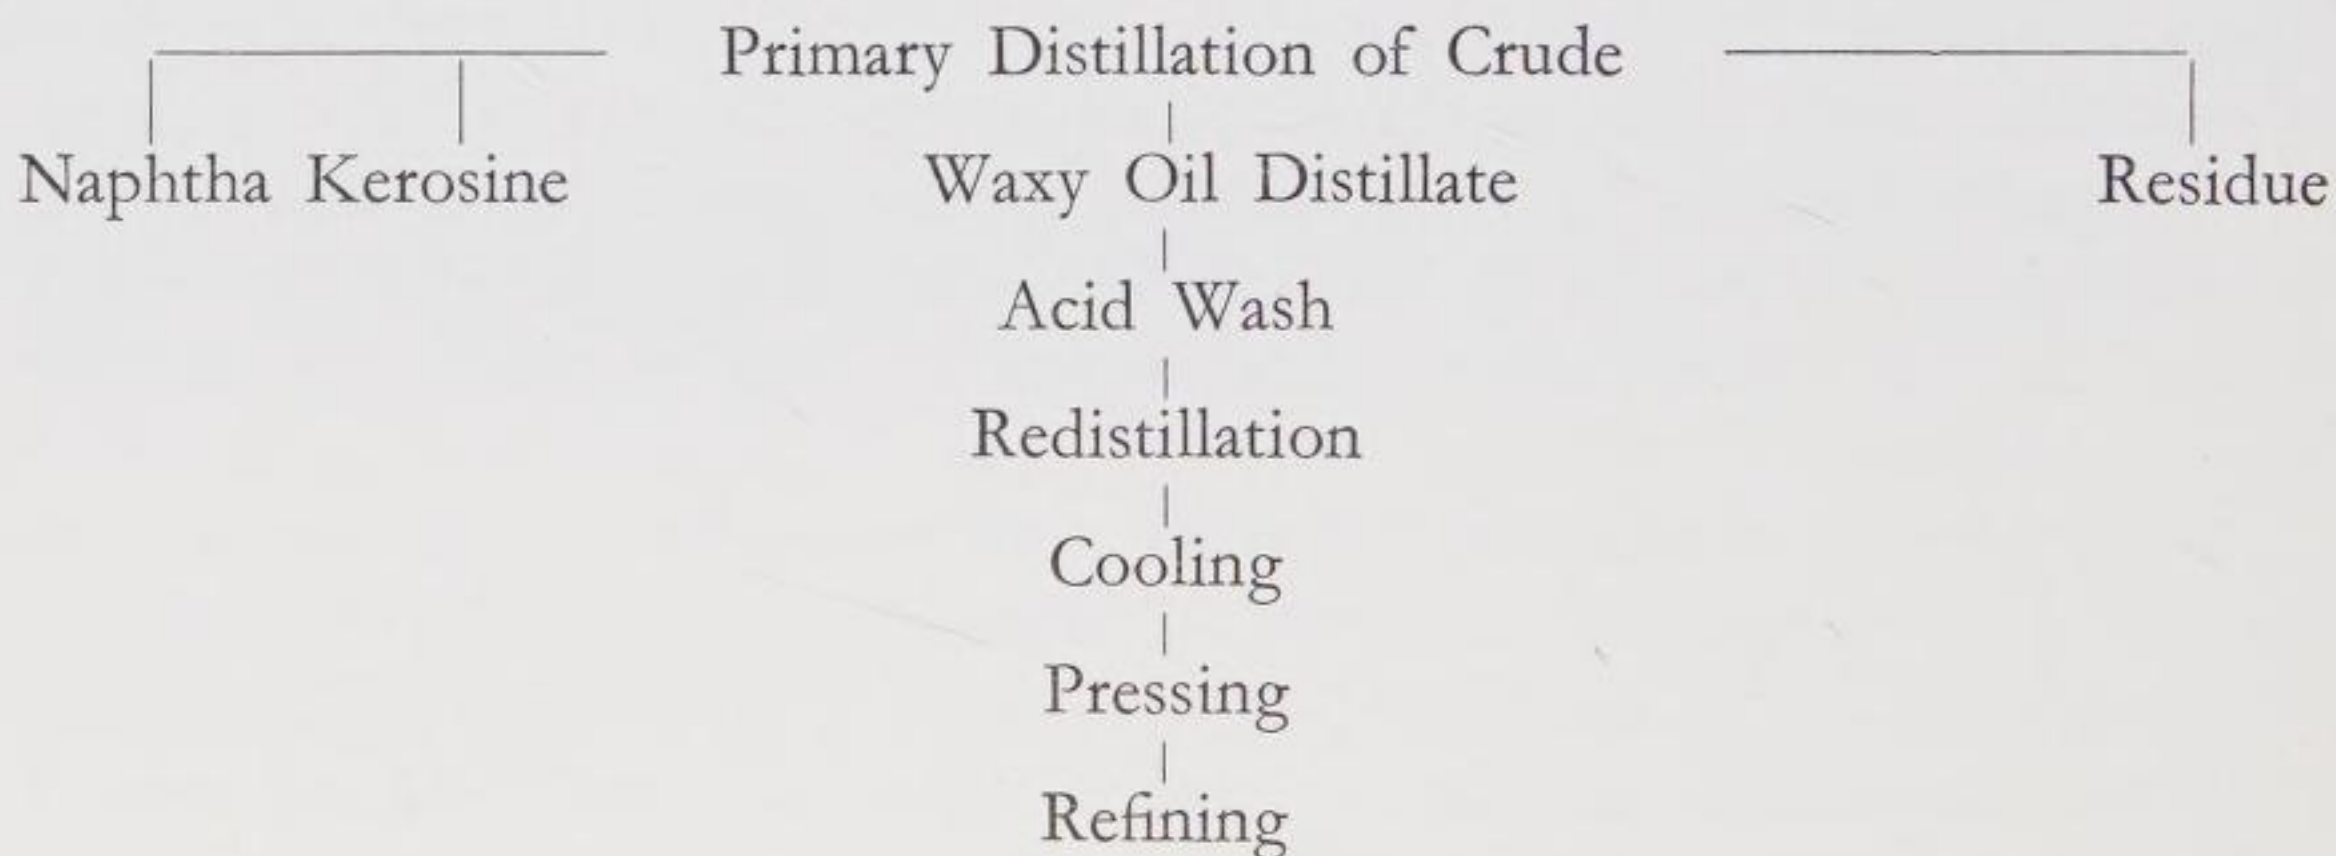 Primary Distillation of Crude
Naphtha Kerosine Waxy Oil Distillate Residue
Acid Wash
Redistillation
Cooling
Pressing
Refining